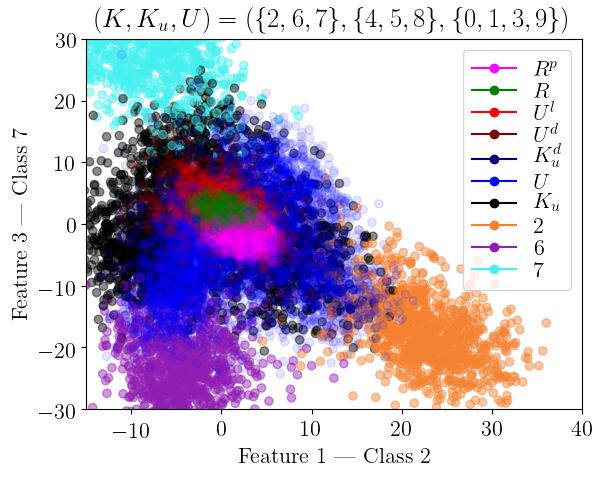 (K, K_u, U) = ({2, 6, 7}, {4, 5, 8}, {0, 1, 3, 9})
30
20
10
0
−10
−20
−30
Feature 3 — Class 7
R^p
R
U^l
U^d
K_u^d
U
K_u
2
6
7
−10
0
10
20
30
40
Feature 1 — Class 2